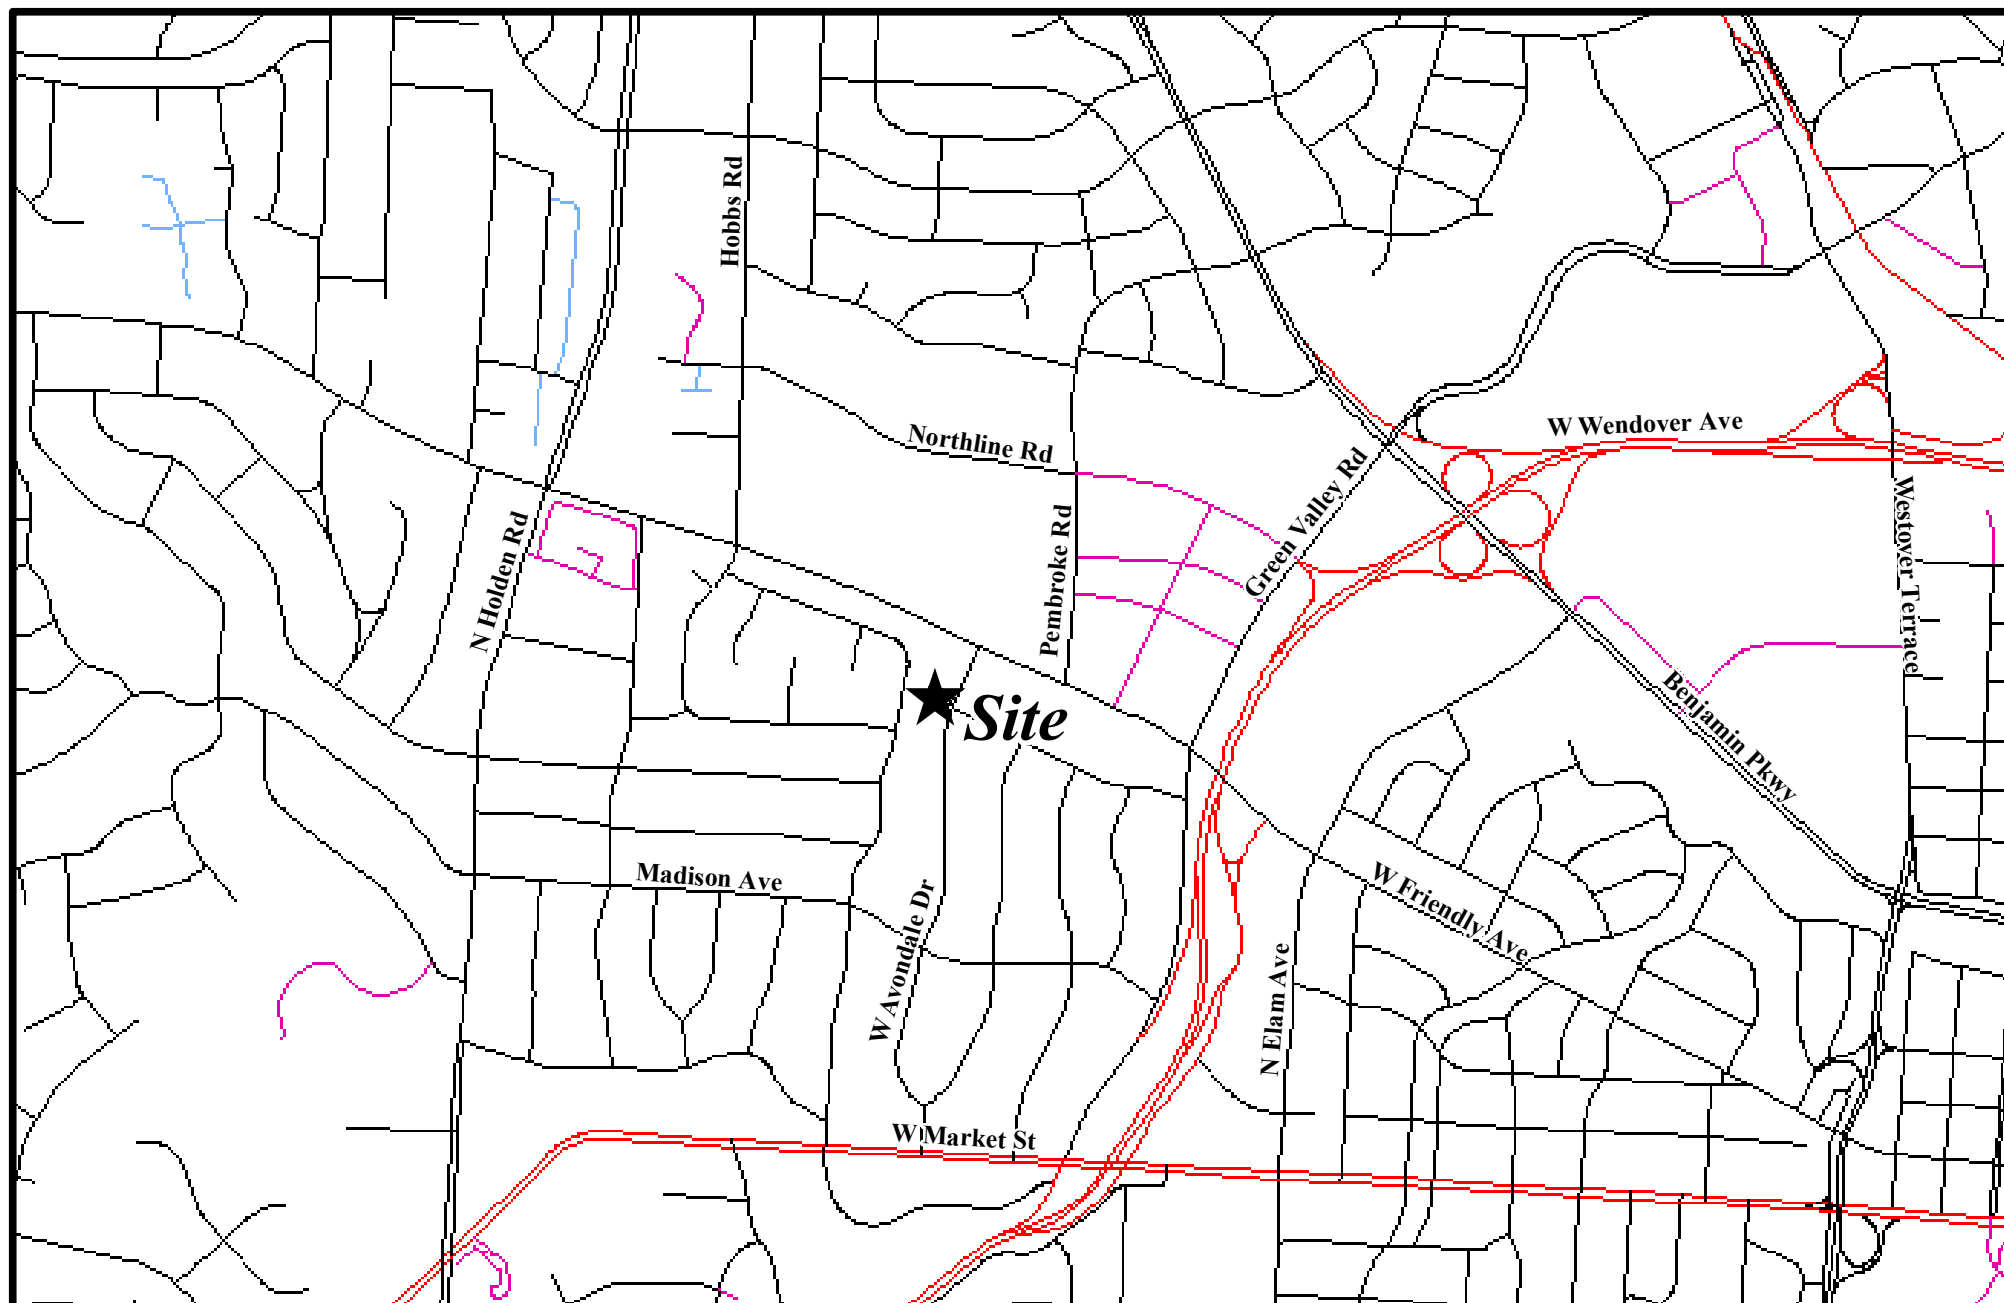 Hobbs Rd
W Wendover Ave
Northline Rd
Green Valley Rd
Westover Terrace
N Holden Rd
Pembroke Rd
Site
Benjamin Pkwy
Madison Ave
W Friendly Ave
W Avondale Dr
N Elam Ave
W Market St